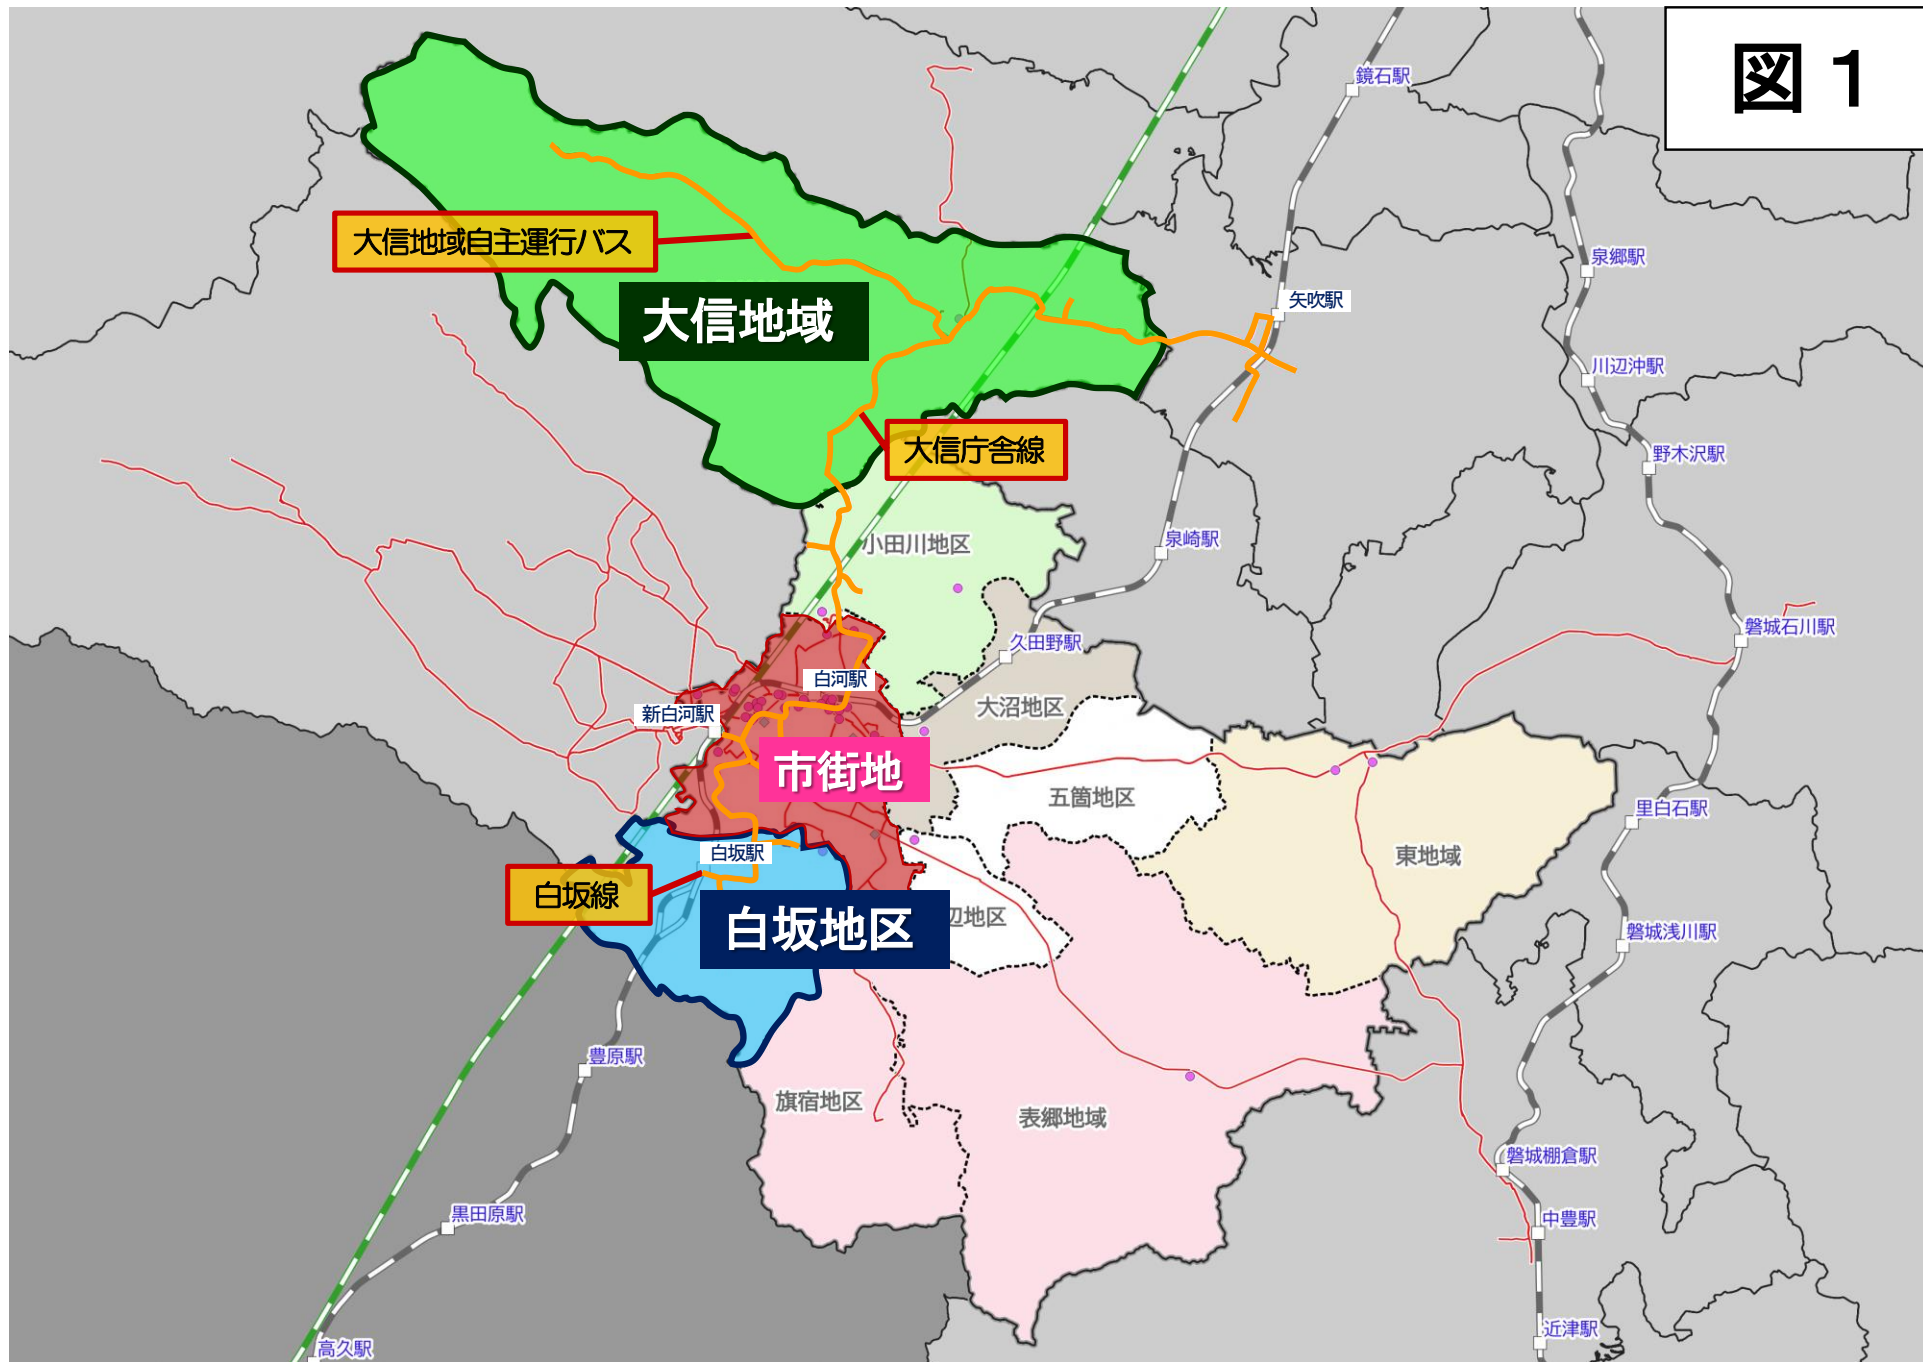 図1
鏡石駅
大信地域自主運行バス
泉郷駅
矢吹駅
大信地域
川辺沖駅
大信庁舎線
野木沢駅
泉崎駅
小田川地区
磐城石川駅
久田野駅
白河駅
大沼地区
新白河駅
市街地
五箇地区
里白石駅
白坂駅
東地域
白坂線
辺地区
白坂地区
磐城浅川駅
豊原駅
旗宿地区
表郷地域
磐城棚倉駅
黒田原駅
中豊駅
近津駅
高久駅